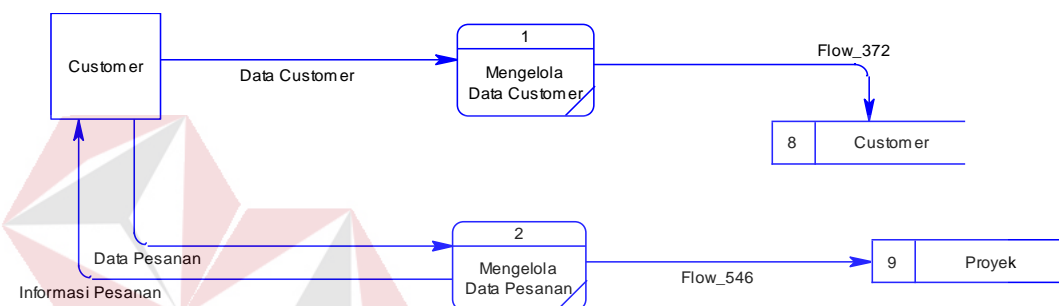 1
Flow_372
Customer
Data Customer
Mengelola
Data Customer
8
Customer
2
Data Pesanan
Mengelola
Data Pesanan
Flow_546
9
Proyek
Informasi Pesanan